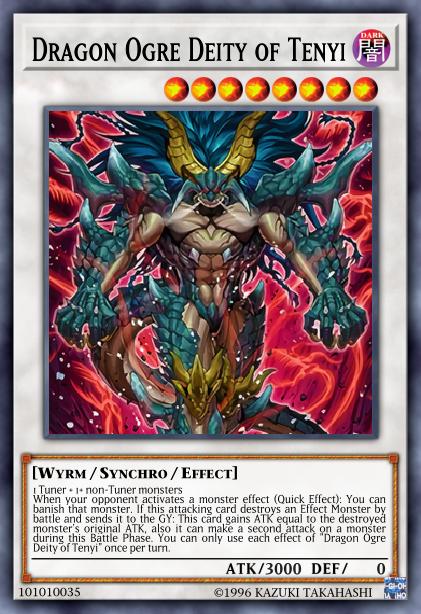 Dragon Ogre Deity of Tenyi
DARK
闇
[Wyrm / Synchro / Effect]
1 Tuner + 1+ non-Tuner monsters
When your opponent activates a monster effect (Quick Effect): You can
banish that monster. If this attacking card destroys an Effect Monster by
battle and sends it to the GY: This card gains ATK equal to the destroyed
monster's original ATK, also it can make a second attack on a monster
during this Battle Phase. You can only use each effect of "Dragon Ogre
Deity of Tenyi" once per turn.
ATK/3000 DEF/ 0
101010035
©1996 KAZUKI TAKAHASHI